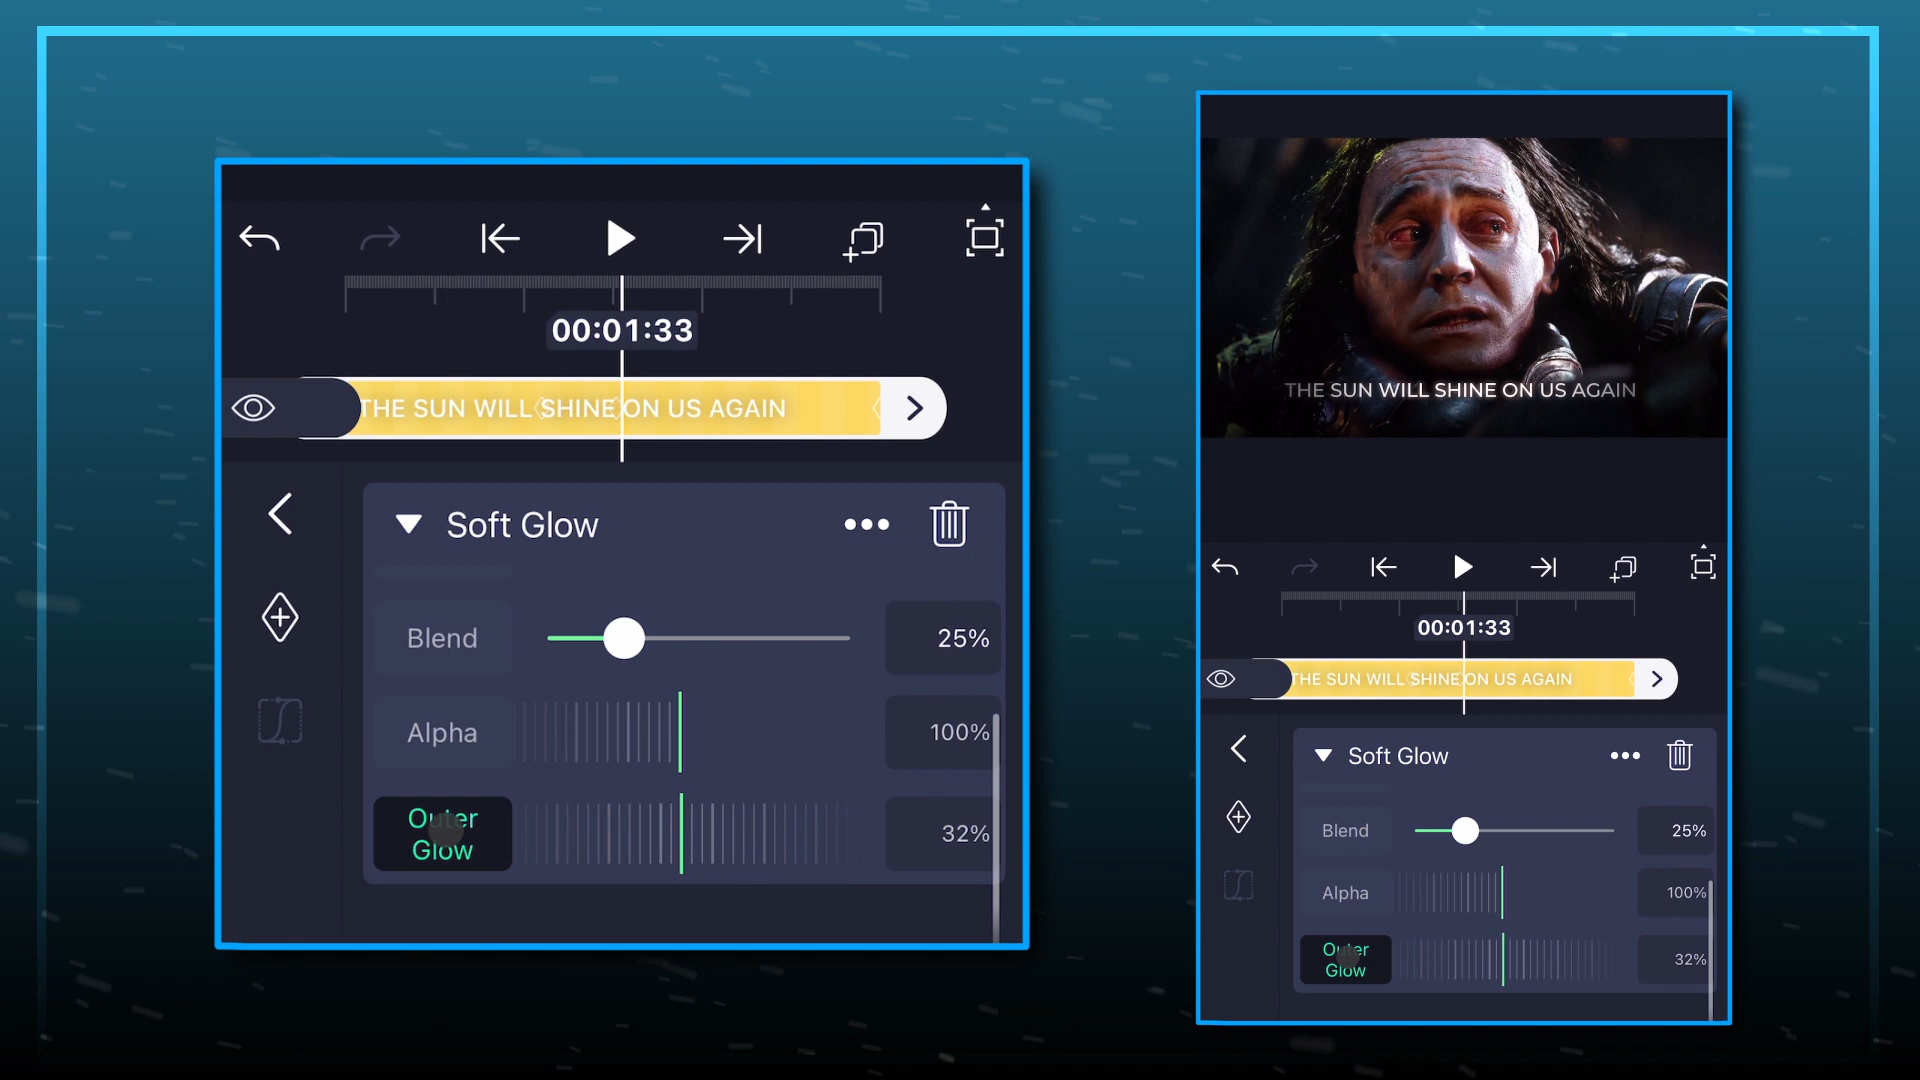 00:01:33
THE SUN WILL SHINE ON US AGAIN
Soft Glow
Blend
25%
Alpha
100%
Outer
Glow
32%
THE SUN WILL SHINE ON US AGAIN
00:01:33
THE SUN WILL SHINE ON US AGAIN
Soft Glow
Blend
25%
Alpha
100%
Outer
Glow
32%